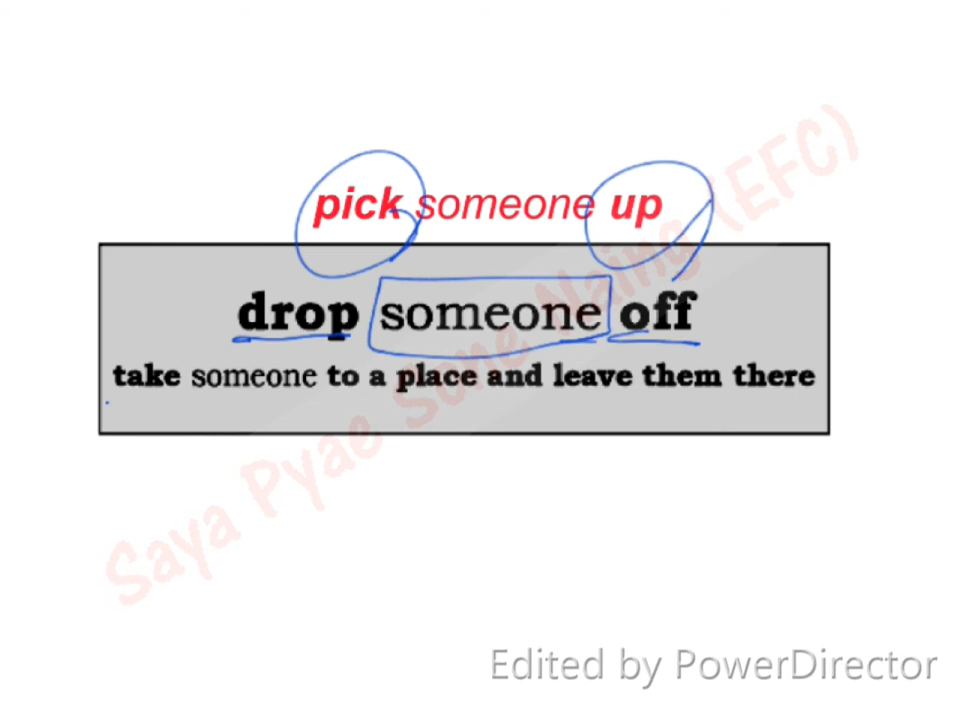 pick someone up
drop someone off
take someone to a place and leave them there
Saya Pyae Sone Naing (EFC)
Edited by PowerDirector